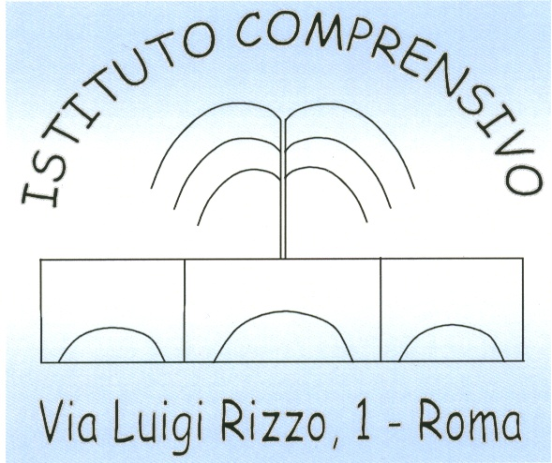 ISTITUTO COMPRENSIVO
Via Luigi Rizzo, 1 - Roma